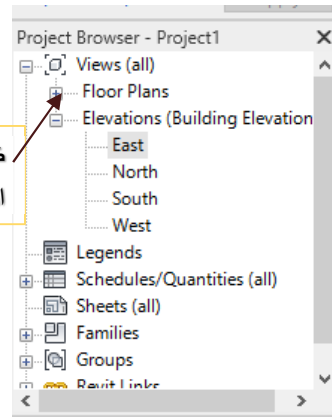 Project Browser - Project1
Views (all)
Floor Plans
Elevations (Building Elevation
East
North
South
West
Legends
Schedules/Quantities (all)
Sheets (all)
Families
Groups
Revit Links